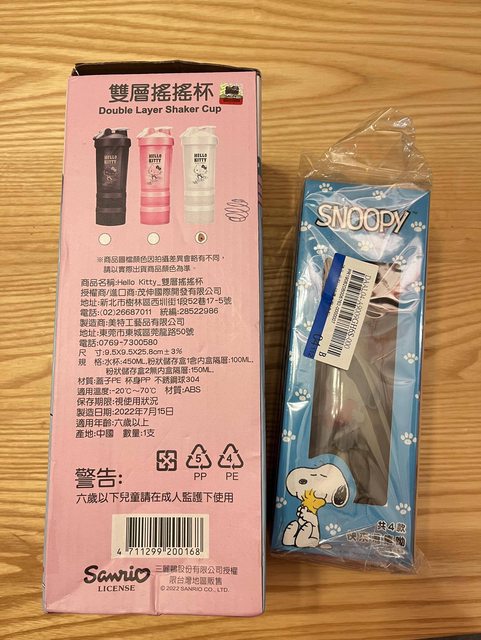 雙層搖搖杯
Double Layer Shaker Cup
HELLO KITTY
HELLO KITTY
HELLO KITTY
※商品圖檔顏色因拍攝差異會略有不同，
請以實際出貨商品顏色為準。
商品名稱:Hello Kitty_雙層搖搖杯
授權商/進口商:茂伸國際開發有限公司
地址:新北市樹林區西圳街1段52巷17-5號
電話:(02)26687011 統編:28522986
製造商:美特工藝品有限公司
地址:東莞市東城區莞龍路50號
電話:0769-7300580
尺 寸:9.5X9.5X25.8cm±3%
規 格:水杯:450ML.粉狀儲存盒1含內盒隔層:100ML.
粉狀儲存盒2無內盒隔層:150ML.
材質:蓋子PE 杯身PP 不銹鋼球304
適用溫度:-20°C～70°C 材質:ABS
保存期限:視使用狀況
製造日期:2022年7月15日
適用年齡:六歲以上
產地:中國 數量:1支
5
PP
4
PE
警告:
六歲以下兒童請在成人監護下使用
4 711299 200168
Sanrio
LICENSE
三麗鷗股份有限公司授權
限台灣地區販售
© 2022 SANRIO CO., LTD.
SNOOPY
共4款